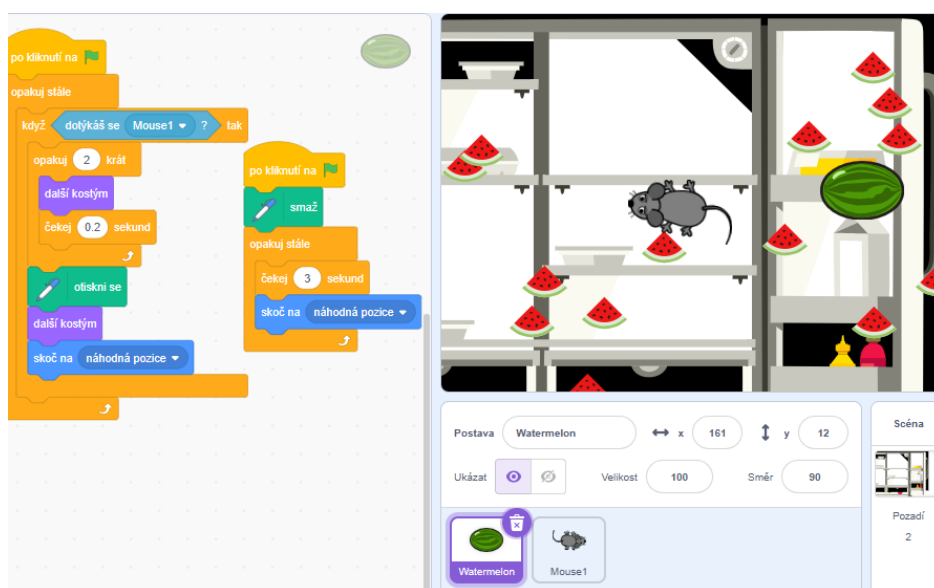 po kliknutí na
opakuj stále
když dotýkáš se Mouse1 ? tak
opakuj 2 krát
další kostým
čekej 0.2 sekund
otiskni se
další kostým
skoč na náhodná pozice
po kliknutí na
smaž
opakuj stále
čekej 3 sekund
skoč na náhodná pozice
Postava Watermelon x 161 y 12
Ukázat Velikost 100 Směr 90
Watermelon
Mouse1
Scéna
Pozadí
2